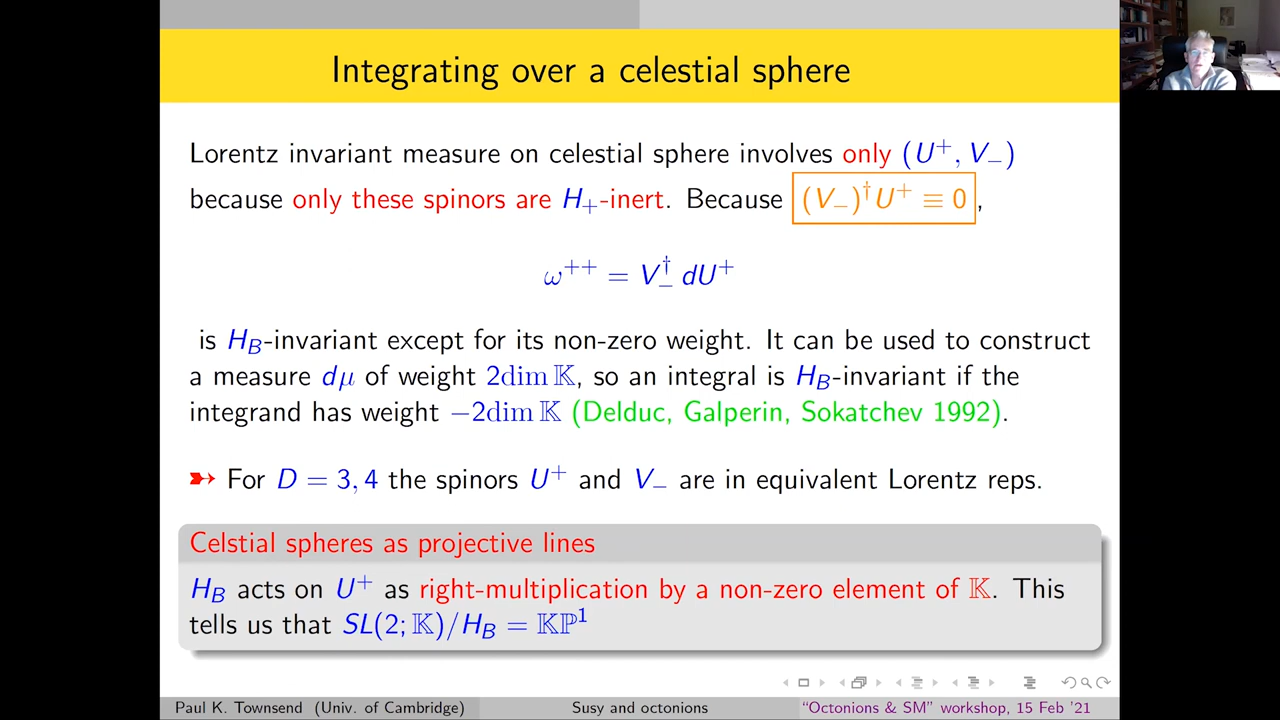 Integrating over a celestial sphere
Lorentz invariant measure on celestial sphere involves only (U⁺, V₋)
because only these spinors are H₊-inert. Because (V₋)†U⁺ ≡ 0 ,
ω⁺⁺ = V₋† dU⁺
is H_B-invariant except for its non-zero weight. It can be used to construct
a measure dμ of weight 2dim 𝕂, so an integral is H_B-invariant if the
integrand has weight −2dim 𝕂 (Delduc, Galperin, Sokatchev 1992).
➳ For D = 3, 4 the spinors U⁺ and V₋ are in equivalent Lorentz reps.
Celstial spheres as projective lines
H_B acts on U⁺ as right-multiplication by a non-zero element of 𝕂. This
tells us that SL(2; 𝕂)/H_B = 𝕂ℙ¹
Paul K. Townsend (Univ. of Cambridge) Susy and octonions “Octonions & SM” workshop, 15 Feb '21